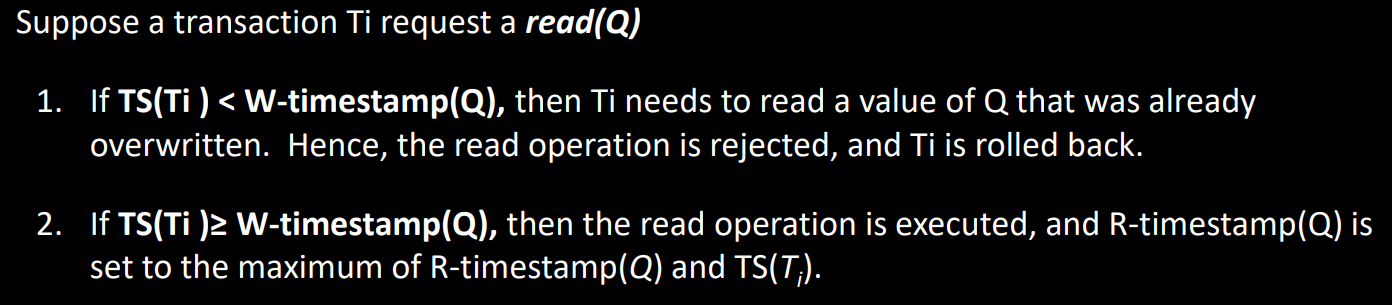 Suppose a transaction Ti request a read(Q)
1. If TS(Ti ) < W-timestamp(Q), then Ti needs to read a value of Q that was already
overwritten. Hence, the read operation is rejected, and Ti is rolled back.
2. If TS(Ti )≥ W-timestamp(Q), then the read operation is executed, and R-timestamp(Q) is
set to the maximum of R-timestamp(Q) and TS(Ti).